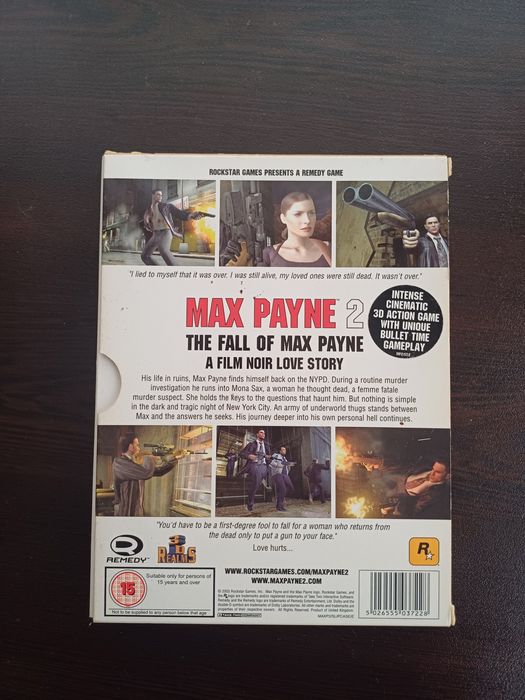 ROCKSTAR GAMES PRESENTS A REMEDY GAME
"I lied to myself that it was over. I was still alive, my loved ones were still dead. It wasn't over."
MAX PAYNE 2
THE FALL OF MAX PAYNE
A FILM NOIR LOVE STORY
INTENSE
CINEMATIC
3D ACTION GAME
WITH UNIQUE
BULLET TIME
GAMEPLAY
His life in ruins, Max Payne finds himself back on the NYPD. During a routine murder
investigation he runs into Mona Sax, a woman he thought dead, a femme fatale
murder suspect. She holds the keys to the questions that haunt him. But nothing is simple
in the dark and tragic night of New York City. An army of underworld thugs stands between
Max and the answers he seeks. His journey deeper into his own personal hell continues.
"You'd have to be a first-degree fool to fall for a woman who returns from
the dead only to put a gun to your face."
Love hurts...
REMEDY
3D
REALMS
R
WWW.ROCKSTARGAMES.COM/MAXPAYNE2
WWW.MAXPAYNE2.COM
15
Suitable only for persons of
15 years and over
Not to be supplied to any person below that age
5 026555 037228